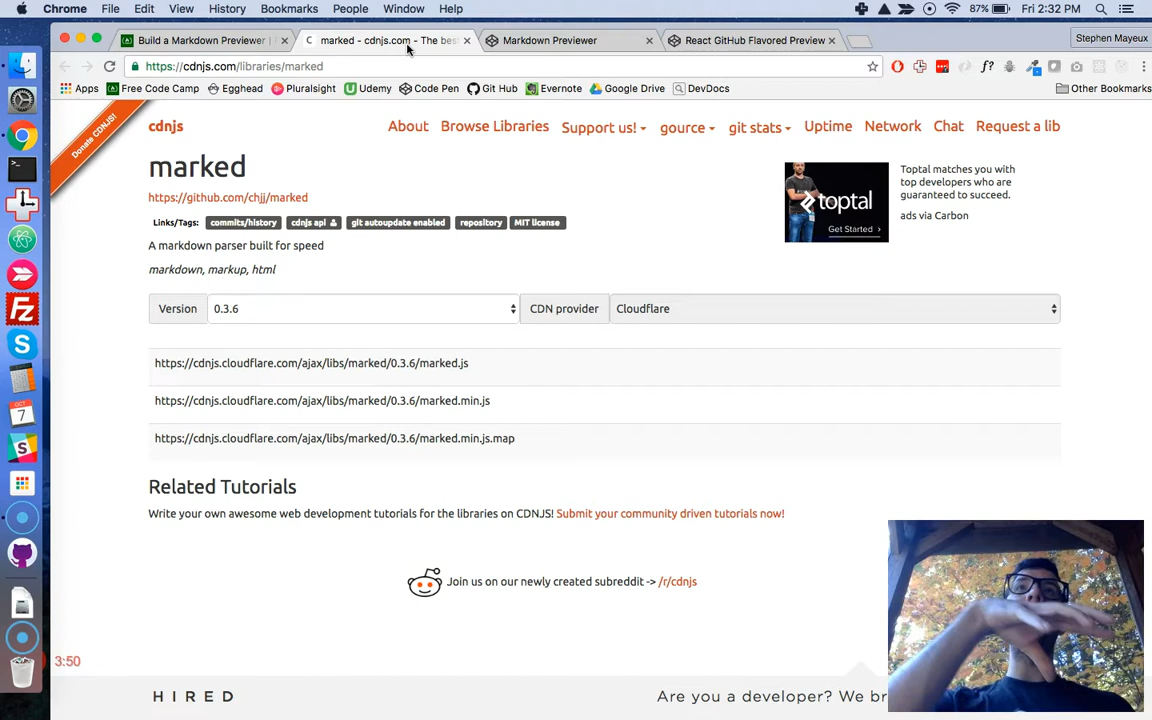 Chrome File Edit View History Bookmarks People Window Help 87% Fri 2:32 PM
Build a Markdown Previewer | marked - cdnjs.com - The best Markdown Previewer React GitHub Flavored Preview Stephen Mayeux
https://cdnjs.com/libraries/marked
Apps Free Code Camp Egghead Pluralsight Udemy Code Pen Git Hub Evernote Google Drive DevDocs Other Bookmarks
Donate CDNJS!
cdnjs About Browse Libraries Support us! gource git stats Uptime Network Chat Request a lib
marked
https://github.com/chjj/marked
Links/Tags: commits/history cdnjs api git autoupdate enabled repository MIT license
A markdown parser built for speed
markdown, markup, html
toptal
Get Started >
Toptal matches you with
top developers who are
guaranteed to succeed.
ads via Carbon
Version 0.3.6 CDN provider Cloudflare
https://cdnjs.cloudflare.com/ajax/libs/marked/0.3.6/marked.js
https://cdnjs.cloudflare.com/ajax/libs/marked/0.3.6/marked.min.js
https://cdnjs.cloudflare.com/ajax/libs/marked/0.3.6/marked.min.js.map
Related Tutorials
Write your own awesome web development tutorials for the libraries on CDNJS! Submit your community driven tutorials now!
Join us on our newly created subreddit -> /r/cdnjs
OCT
7
3:50
HIRED Are you a developer? We br